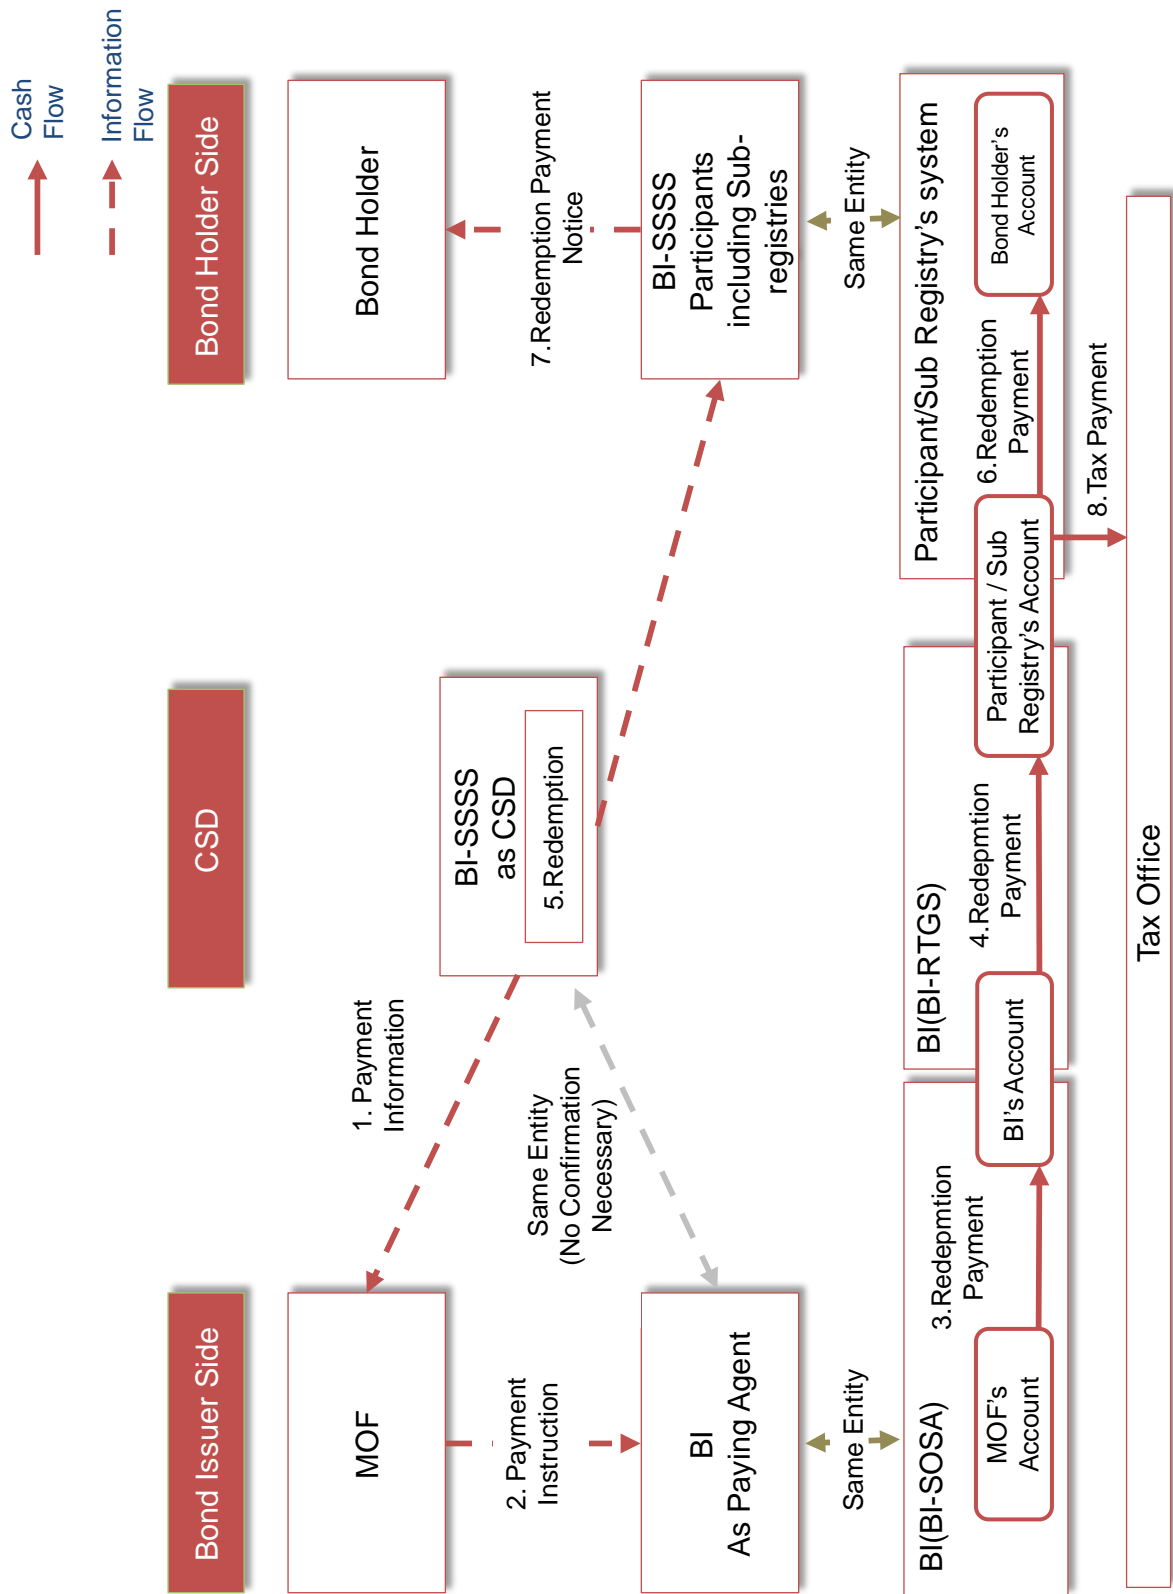 Cash
Flow
Information
Flow
Bond Issuer Side
CSD
Bond Holder Side
MOF
Bond Holder
1. Payment
Information
2. Payment
Instruction
BI-SSSS
as CSD
5.Redemption
7.Redemption Payment
Notice
Same Entity
(No Confirmation
Necessary)
BI
As Paying Agent
BI-SSSS
Participants
including Sub-
registries
Same Entity
Same Entity
BI(BI-SOSA)
3.Redepmtion
Payment
MOF's
Account
BI's Account
BI(BI-RTGS)
4.Redepmtion
Payment
Participant / Sub
Registry's Account
Participant/Sub Registry's system
6.Redemption
Payment
Bond Holder's
Account
8.Tax Payment
Tax Office